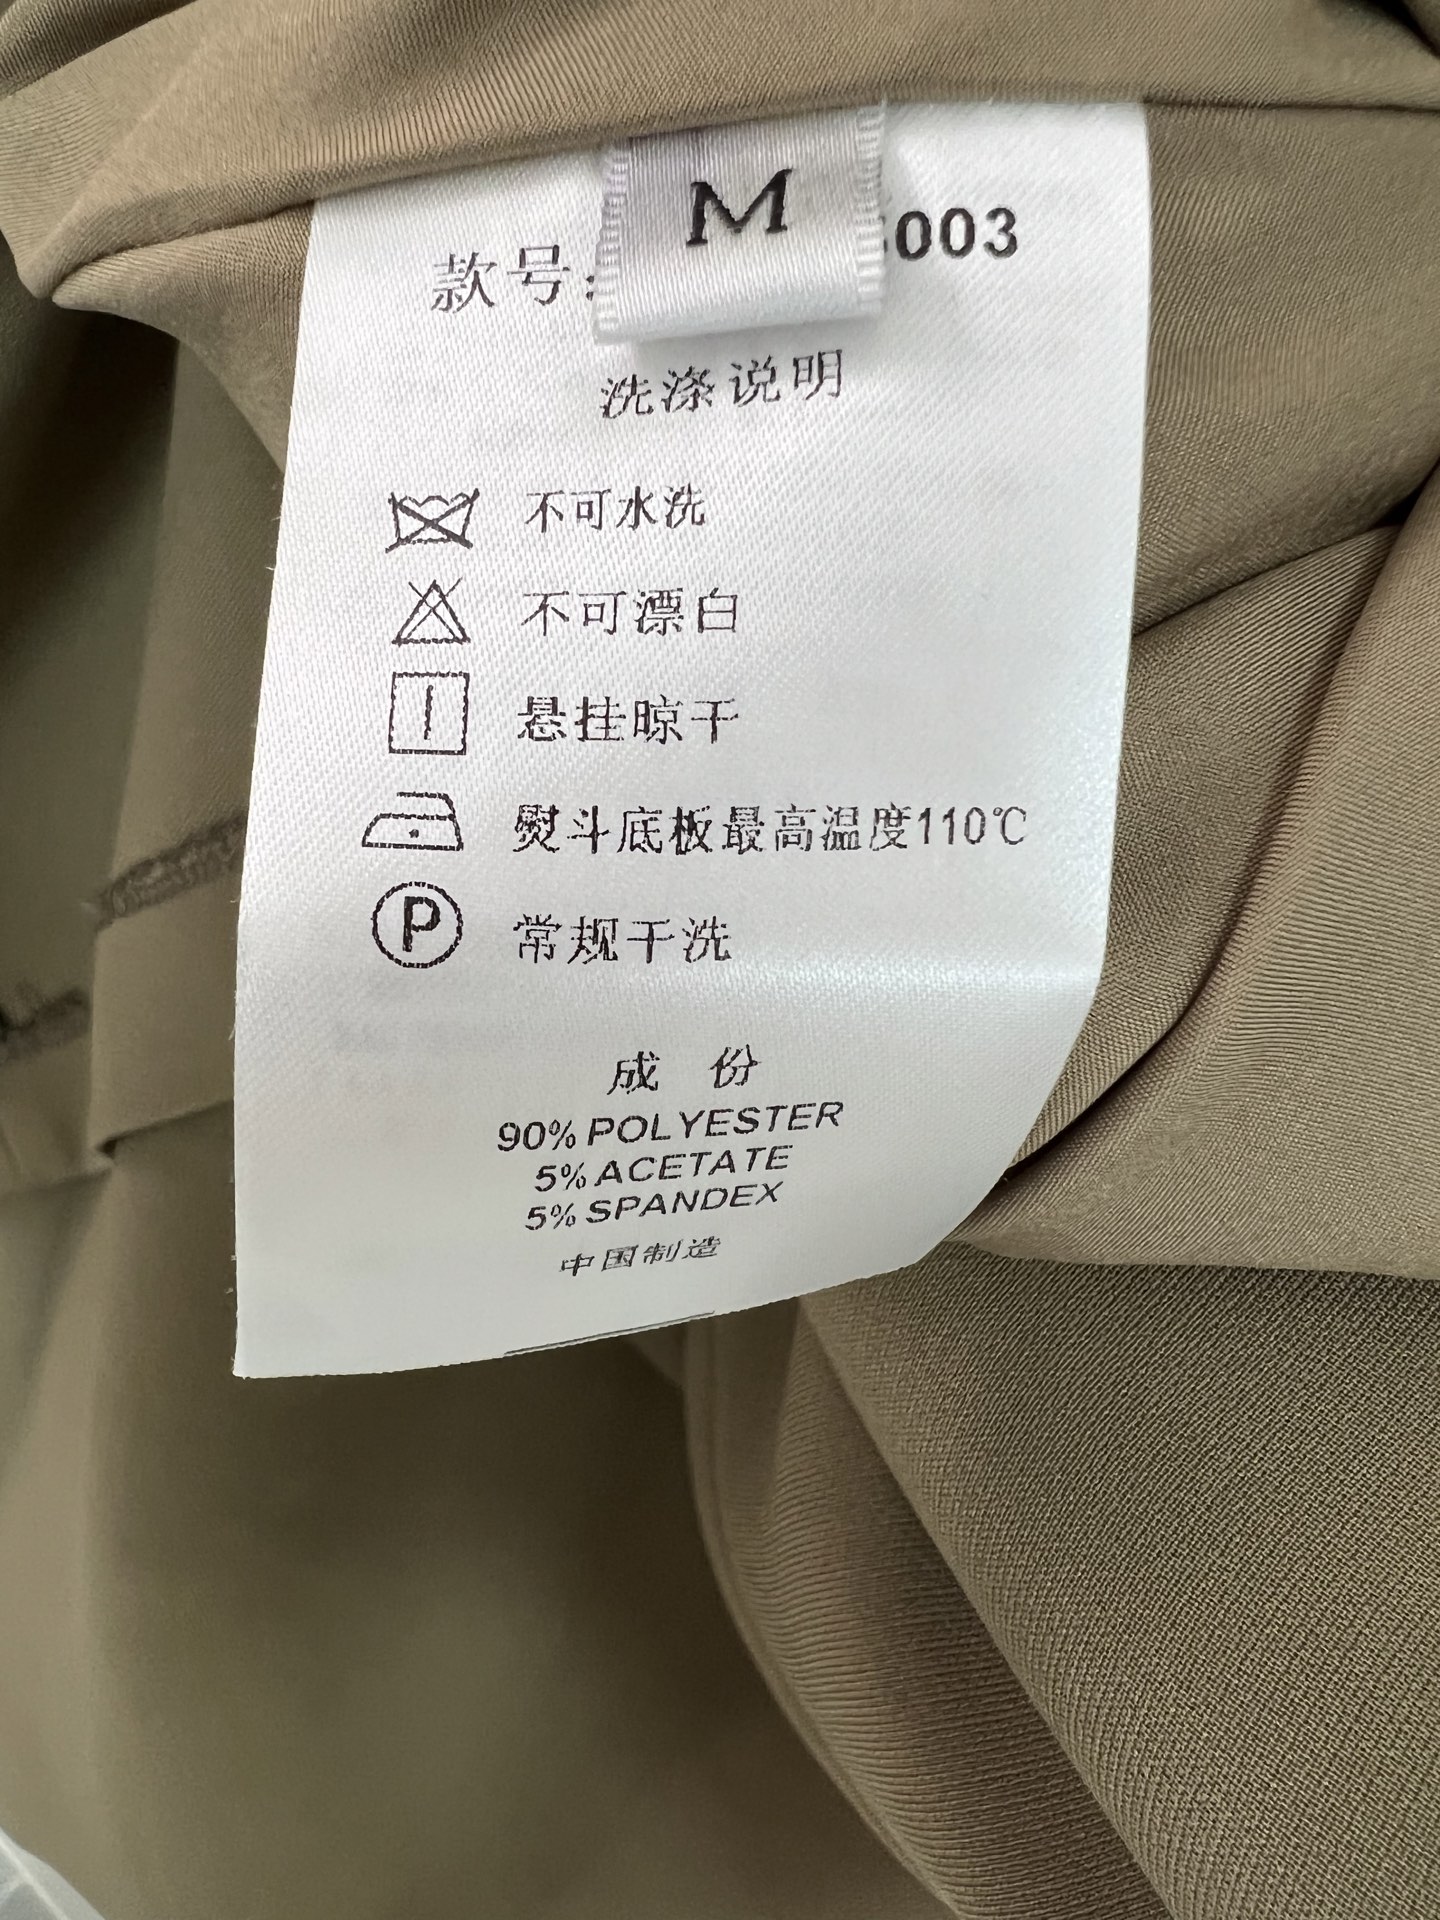 M
款号: 003
洗涤说明
不可水洗
不可漂白
悬挂晾干
熨斗底板最高温度110℃
P 常规干洗
成 份
90% POLYESTER
5% ACETATE
5% SPANDEX
中国制造